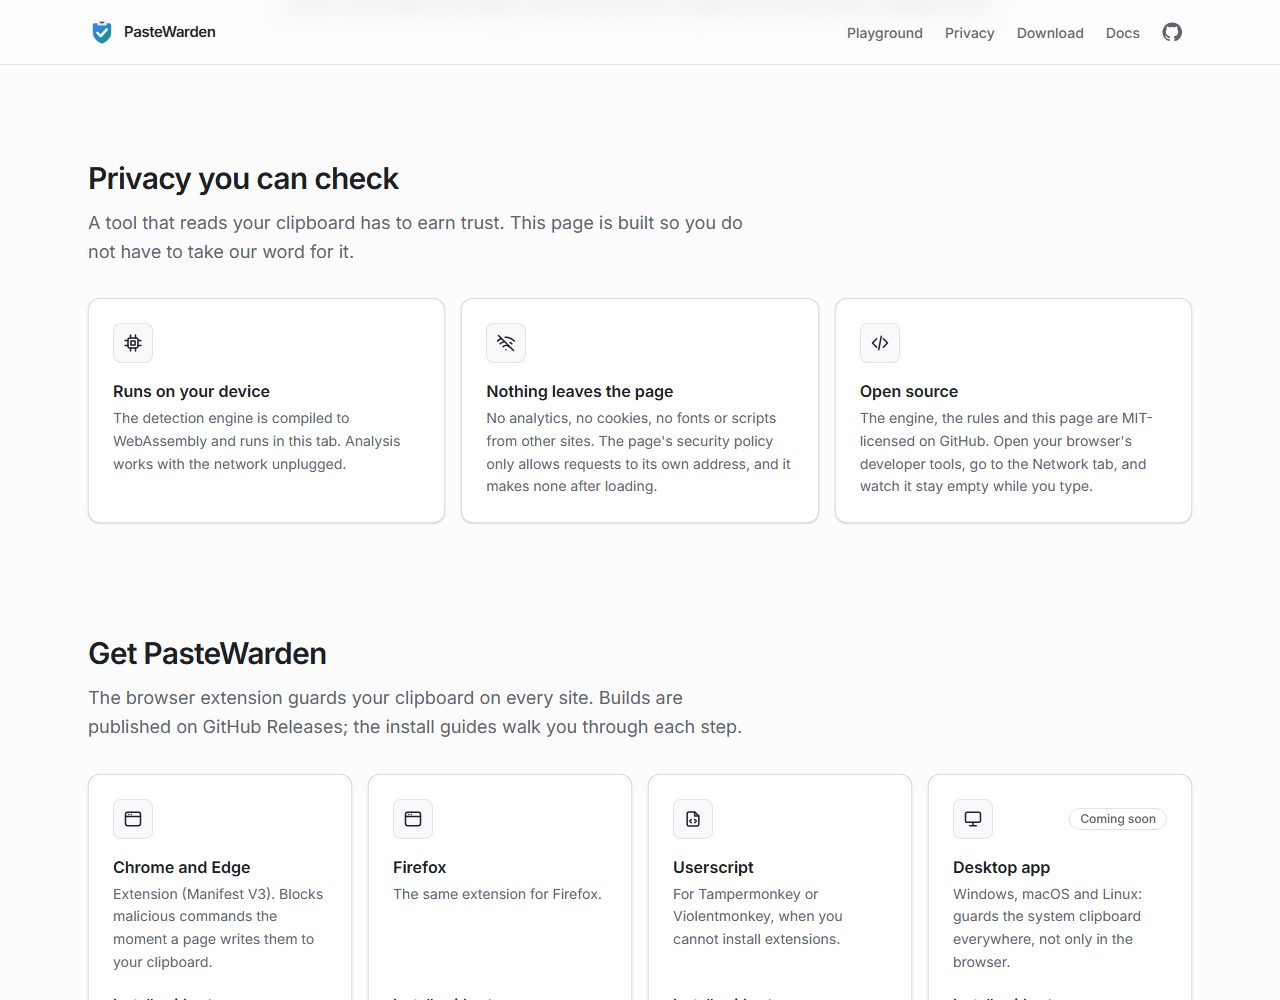 PasteWarden
Playground
Privacy
Download
Docs
Privacy you can check
A tool that reads your clipboard has to earn trust. This page is built so you do
not have to take our word for it.
Runs on your device
The detection engine is compiled to
WebAssembly and runs in this tab. Analysis
works with the network unplugged.
Nothing leaves the page
No analytics, no cookies, no fonts or scripts
from other sites. The page's security policy
only allows requests to its own address, and it
makes none after loading.
Open source
The engine, the rules and this page are MIT-
licensed on GitHub. Open your browser's
developer tools, go to the Network tab, and
watch it stay empty while you type.
Get PasteWarden
The browser extension guards your clipboard on every site. Builds are
published on GitHub Releases; the install guides walk you through each step.
Chrome and Edge
Extension (Manifest V3). Blocks
malicious commands the
moment a page writes them to
your clipboard.
Firefox
The same extension for Firefox.
Userscript
For Tampermonkey or
Violentmonkey, when you
cannot install extensions.
Coming soon
Desktop app
Windows, macOS and Linux:
guards the system clipboard
everywhere, not only in the
browser.